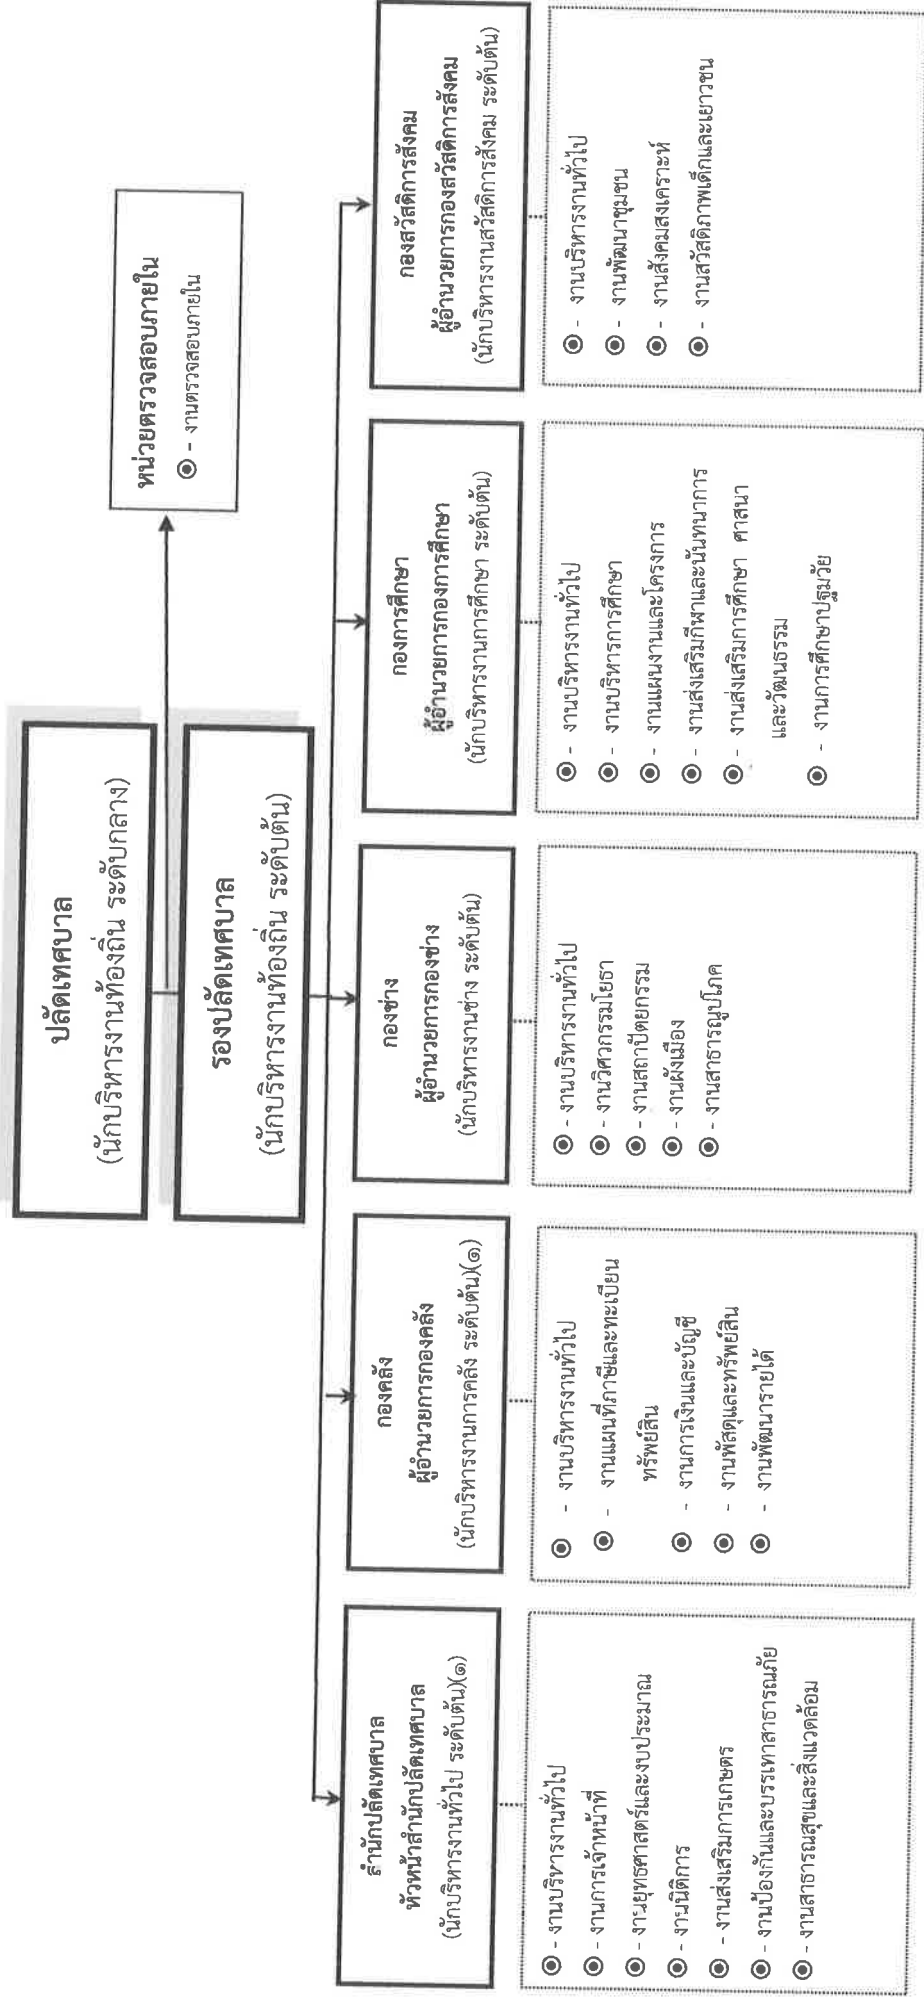 ปลัดเทศบาล
(นักบริหารงานท้องถิ่น ระดับกลาง)
รองปลัดเทศบาล
(นักบริหารงานท้องถิ่น ระดับต้น)
หน่วยตรวจสอบภายใน
- งานตรวจสอบภายใน
สำนักปลัดเทศบาล
หัวหน้าสำนักปลัดเทศบาล
(นักบริหารงานทั่วไป ระดับต้น)(๑)
- งานบริหารงานทั่วไป
- งานการเจ้าหน้าที่
- งานยุทธศาสตร์และงบประมาณ
- งานนิติการ
- งานส่งเสริมการเกษตร
- งานป้องกันและบรรเทาสาธารณภัย
- งานสาธารณสุขและสิ่งแวดล้อม
กองคลัง
ผู้อำนวยการกองคลัง
(นักบริหารงานการคลัง ระดับต้น)(๑)
- งานบริหารงานทั่วไป
- งานแผนที่ภาษีและทะเบียน
ทรัพย์สิน
- งานการเงินและบัญชี
- งานพัสดุและทรัพย์สิน
- งานพัฒนารายได้
กองช่าง
ผู้อำนวยการกองช่าง
(นักบริหารงานช่าง ระดับต้น)
- งานบริหารงานทั่วไป
- งานวิศวกรรมโยธา
- งานสถาปัตยกรรม
- งานผังเมือง
- งานสาธารณูปโภค
กองการศึกษา
ผู้อำนวยการกองการศึกษา
(นักบริหารงานการศึกษา ระดับต้น)
- งานบริหารงานทั่วไป
- งานบริหารการศึกษา
- งานแผนงานและโครงการ
- งานส่งเสริมกีฬาและนันทนาการ
- งานส่งเสริมการศึกษา ศาสนา
และวัฒนธรรม
- งานการศึกษาปฐมวัย
กองสวัสดิการสังคม
ผู้อำนวยการกองสวัสดิการสังคม
(นักบริหารงานสวัสดิการสังคม ระดับต้น)
- งานบริหารงานทั่วไป
- งานพัฒนาชุมชน
- งานสังคมสงเคราะห์
- งานสวัสดิภาพเด็กและเยาวชน